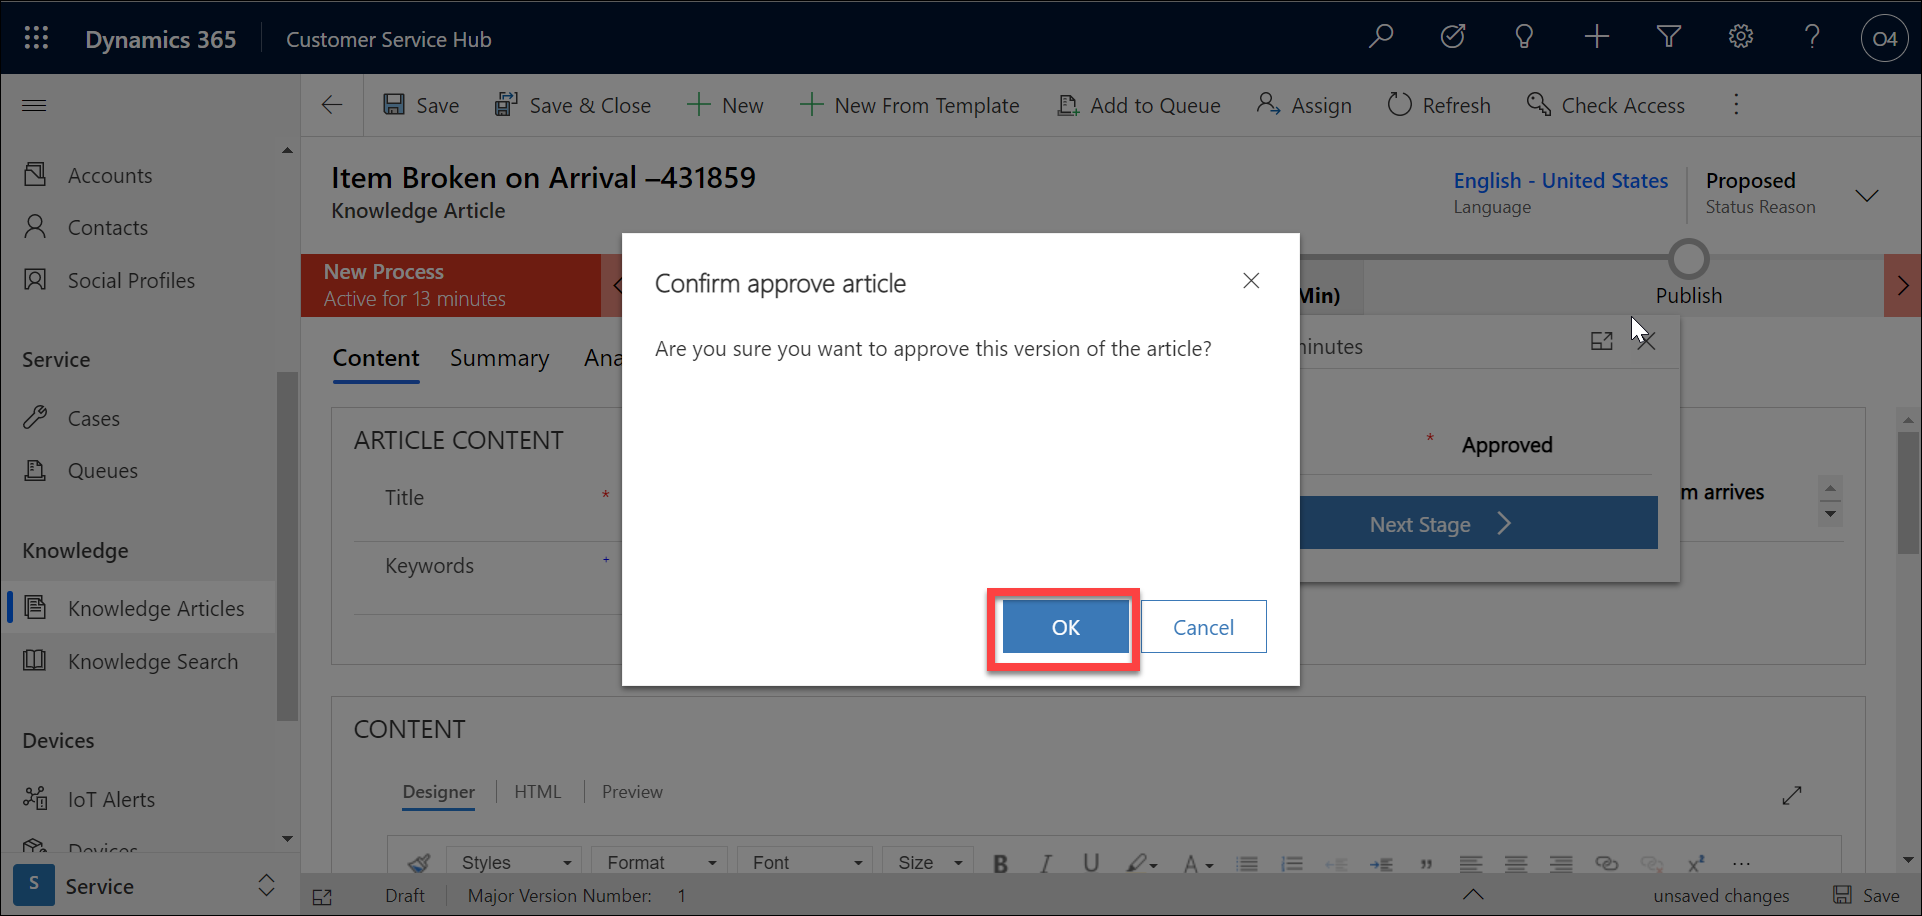 Dynamics 365
Customer Service Hub
O4
Save
Save & Close
New
New From Template
Add to Queue
Assign
Refresh
Check Access
Accounts
Contacts
Social Profiles
Service
Cases
Queues
Knowledge
Knowledge Articles
Knowledge Search
Devices
IoT Alerts
Devices
S
Service
Item Broken on Arrival –431859
Knowledge Article
English - United States
Language
Proposed
Status Reason
New Process
Active for 13 minutes
Min)
Publish
Content
Summary
Ana
minutes
ARTICLE CONTENT
Title *
Keywords +
* Approved
Next Stage
m arrives
Confirm approve article
Are you sure you want to approve this version of the article?
OK
Cancel
CONTENT
Designer
HTML
Preview
Styles
Format
Font
Size
B I U A
Draft
Major Version Number: 1
unsaved changes
Save